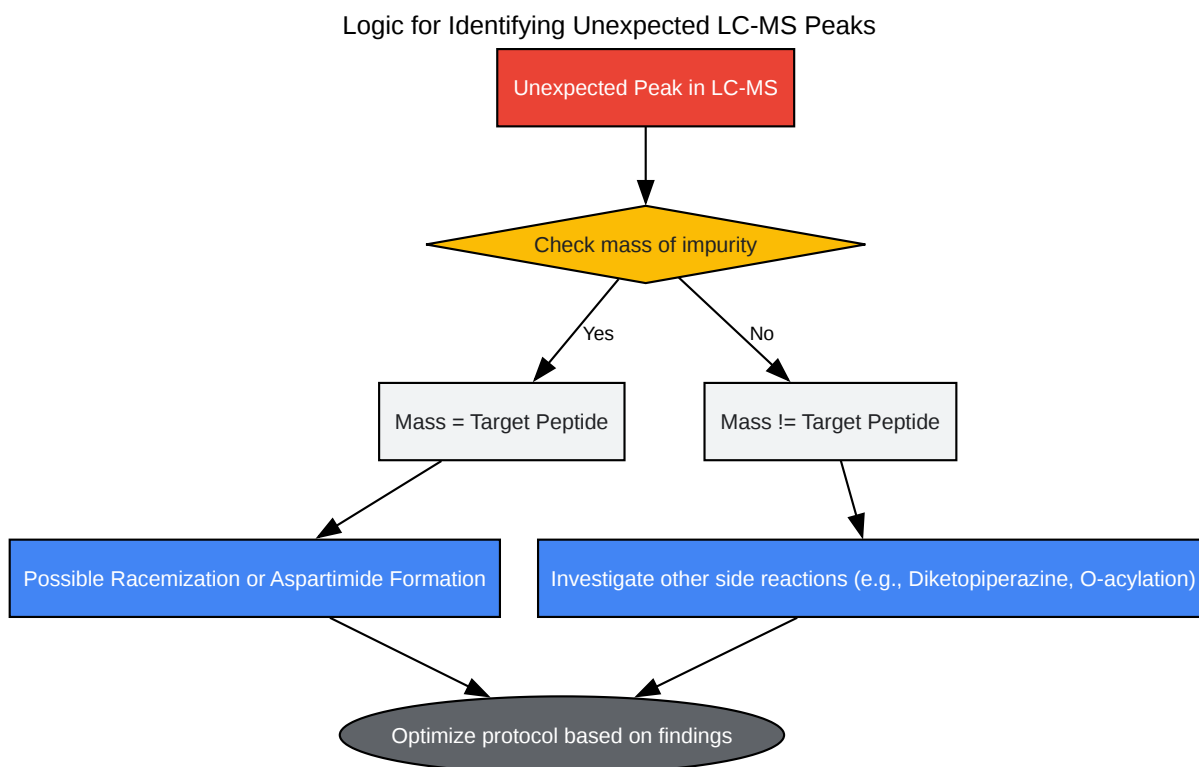 Logic for Identifying Unexpected LC-MS Peaks
Unexpected Peak in LC-MS
Check mass of impurity
Yes
No
Mass = Target Peptide
Mass != Target Peptide
Possible Racemization or Aspartimide Formation
Investigate other side reactions (e.g., Diketopiperazine, O-acylation)
Optimize protocol based on findings